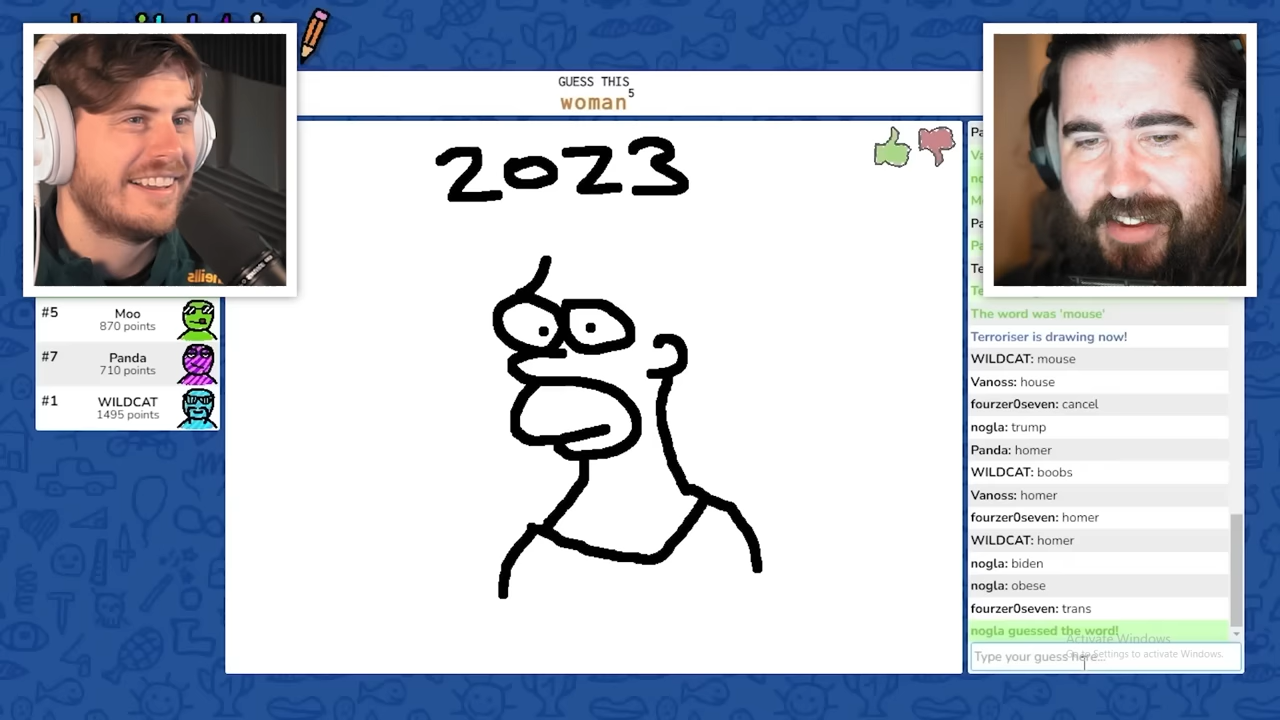 GUESS THIS
woman 5
2023
#5 Moo
870 points
#7 Panda
710 points
#1 WILDCAT
1495 points
The word was 'mouse'
Terroriser is drawing now!
WILDCAT: mouse
Vanoss: house
fourzer0seven: cancel
nogla: trump
Panda: homer
WILDCAT: boobs
Vanoss: homer
fourzer0seven: homer
WILDCAT: homer
nogla: biden
nogla: obese
fourzer0seven: trans
nogla guessed the word!
Activate Windows
Go to Settings to activate Windows.
Type your guess here...